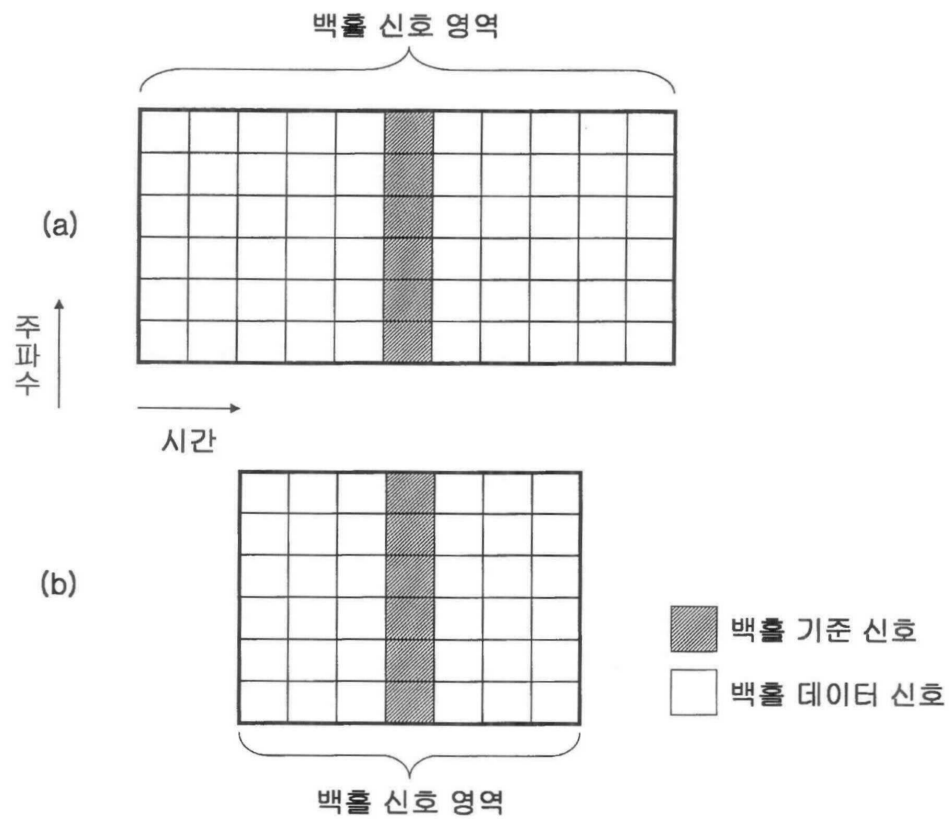 백홀 신호 영역
(a)
주파수
시간
(b)
백홀 기준 신호
백홀 데이터 신호
백홀 신호 영역